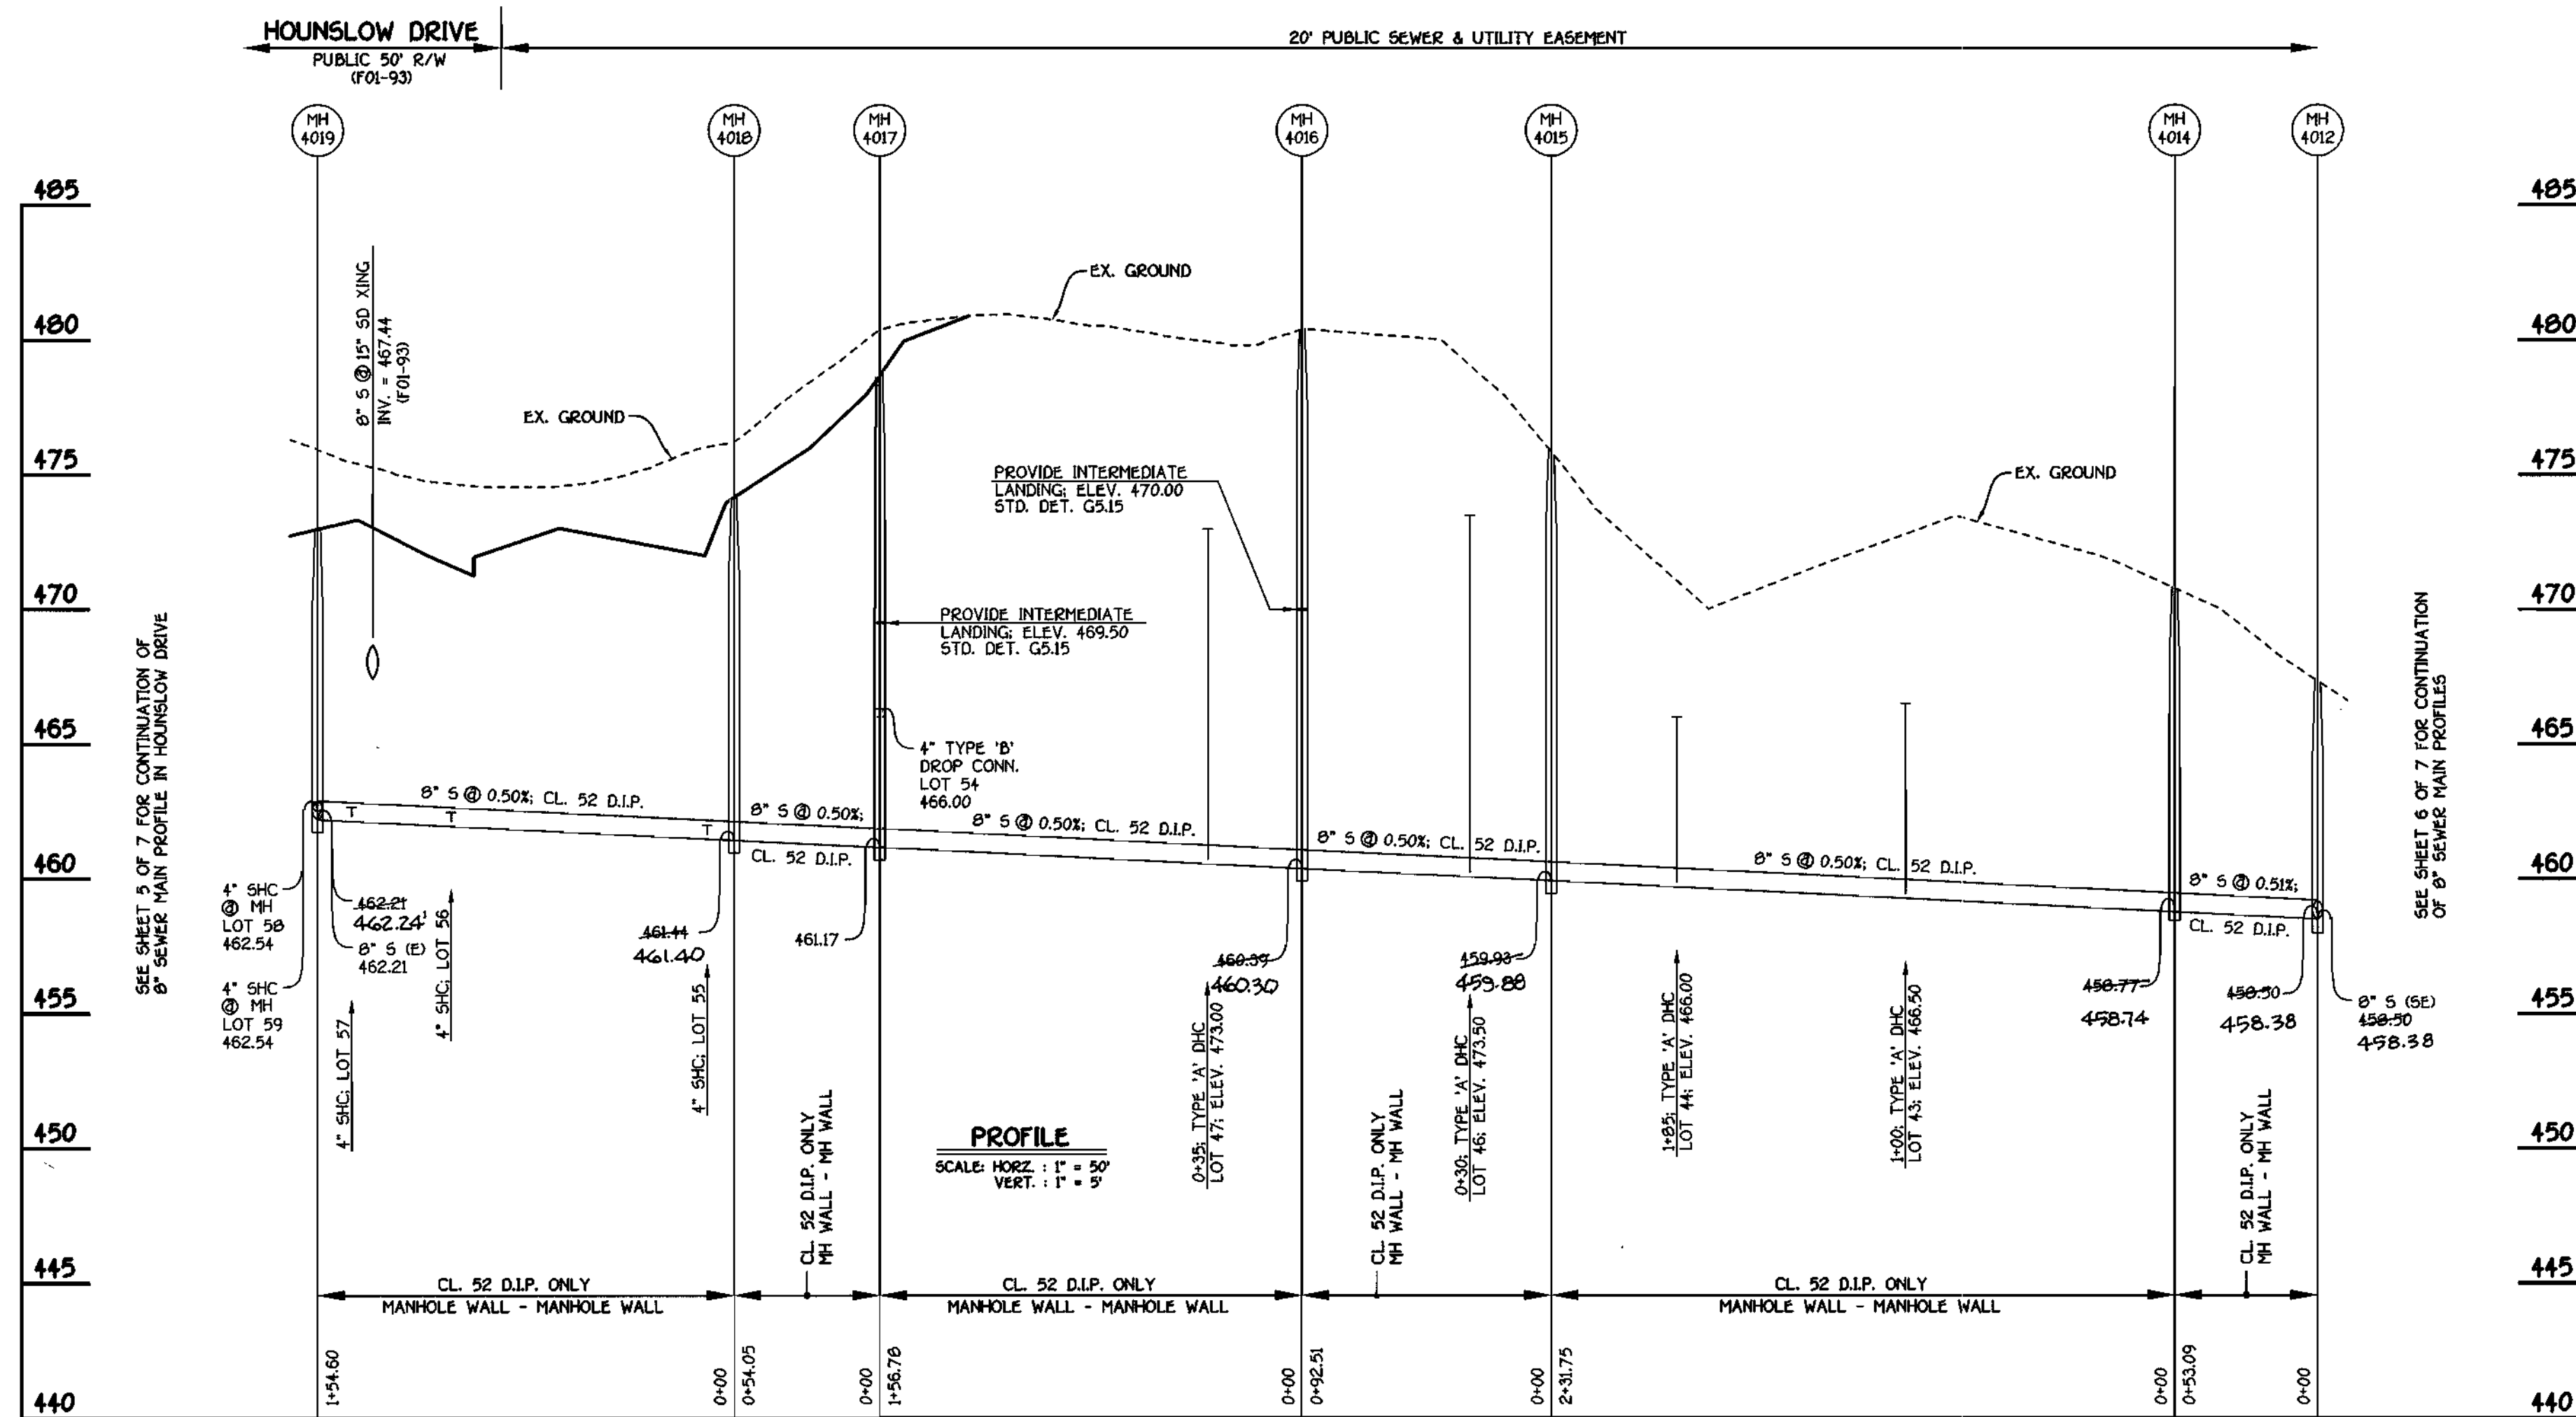 HOUNSLOW DRIVE
PUBLIC 50' R/W
(F01-93)
20' PUBLIC SEWER & UTILITY EASEMENT
MH
4019
MH
4018
MH
4017
MH
4016
MH
4015
MH
4014
MH
4012
485
480
475
470
465
460
455
450
445
440
485
480
475
470
465
460
455
450
445
440
SEE SHEET 5 OF 7 FOR CONTINUATION OF
8" SEWER MAIN PROFILE IN HOUNSLOW DRIVE
8" S @ 15" SD XING
INV. = 467.44
(F01-93)
EX. GROUND
EX. GROUND
EX. GROUND
PROVIDE INTERMEDIATE
LANDING; ELEV. 470.00
STD. DET. G5.15
PROVIDE INTERMEDIATE
LANDING; ELEV. 469.50
STD. DET. G5.15
4" TYPE 'B'
DROP CONN.
LOT 54
466.00
8" S @ 0.50%; CL. 52 D.I.P.
T
T
T
8" S @ 0.50%;
CL. 52 D.I.P.
8" S @ 0.50%; CL. 52 D.I.P.
8" S @ 0.50%; CL. 52 D.I.P.
8" S @ 0.50%; CL. 52 D.I.P.
8" S @ 0.51%;
CL. 52 D.I.P.
4" SHC
@ MH
LOT 58
462.54
4" SHC
@ MH
LOT 59
462.54
462.21
462.24'
8" S (E)
462.21
4" SHC; LOT 57
4" SHC; LOT 56
461.44
461.40
4" SHC; LOT 55
461.17
460.39
460.30
0+35; TYPE 'A' DHC
LOT 47; ELEV. 473.00
459.93
459.88
0+30; TYPE 'A' DHC
LOT 46; ELEV. 473.50
1+85; TYPE 'A' DHC
LOT 44; ELEV. 466.00
1+00; TYPE 'A' DHC
LOT 43; ELEV. 466.50
458.77
458.74
458.50
458.38
8" S (SE)
458.50
458.38
SEE SHEET 6 OF 7 FOR CONTINUATION
OF 8" SEWER MAIN PROFILES
PROFILE
SCALE: HORZ. : 1" = 50'
VERT. : 1" = 5'
CL. 52 D.I.P. ONLY
MANHOLE WALL - MANHOLE WALL
CL. 52 D.I.P. ONLY
MH WALL - MH WALL
CL. 52 D.I.P. ONLY
MANHOLE WALL - MANHOLE WALL
CL. 52 D.I.P. ONLY
MH WALL - MH WALL
CL. 52 D.I.P. ONLY
MANHOLE WALL - MANHOLE WALL
CL. 52 D.I.P. ONLY
MH WALL - MH WALL
1+54.60
0+00
0+54.05
0+00
1+56.78
0+00
0+92.51
0+00
2+31.75
0+00
0+53.09
0+00